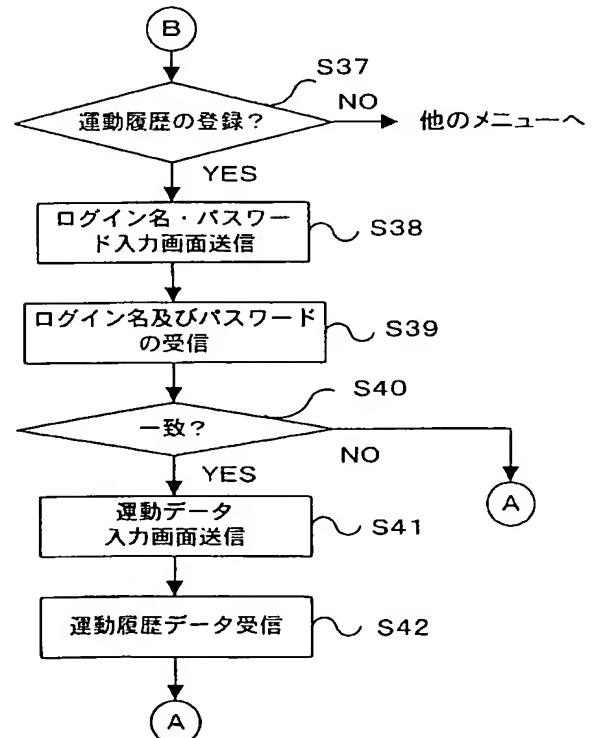 B
S37
運動履歴の登録？
NO
他のメニューへ
YES
ログイン名・パスワー
ド入力画面送信
S38
ログイン名及びパスワード
の受信
S39
S40
一致？
NO
YES
A
運動データ
入力画面送信
S41
運動履歴データ受信
S42
A